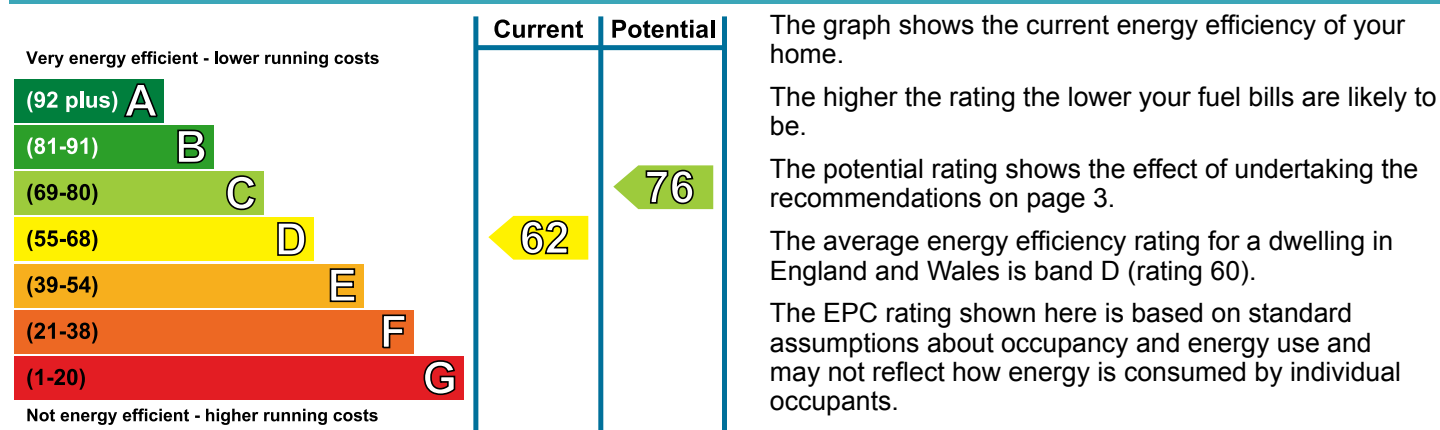 Current Potential
Very energy efficient - lower running costs
(92 plus) A
(81-91) B
(69-80) C
(55-68) D
(39-54) E
(21-38) F
(1-20) G
Not energy efficient - higher running costs
62
76
The graph shows the current energy efficiency of your
home.
The higher the rating the lower your fuel bills are likely to
be.
The potential rating shows the effect of undertaking the
recommendations on page 3.
The average energy efficiency rating for a dwelling in
England and Wales is band D (rating 60).
The EPC rating shown here is based on standard
assumptions about occupancy and energy use and
may not reflect how energy is consumed by individual
occupants.